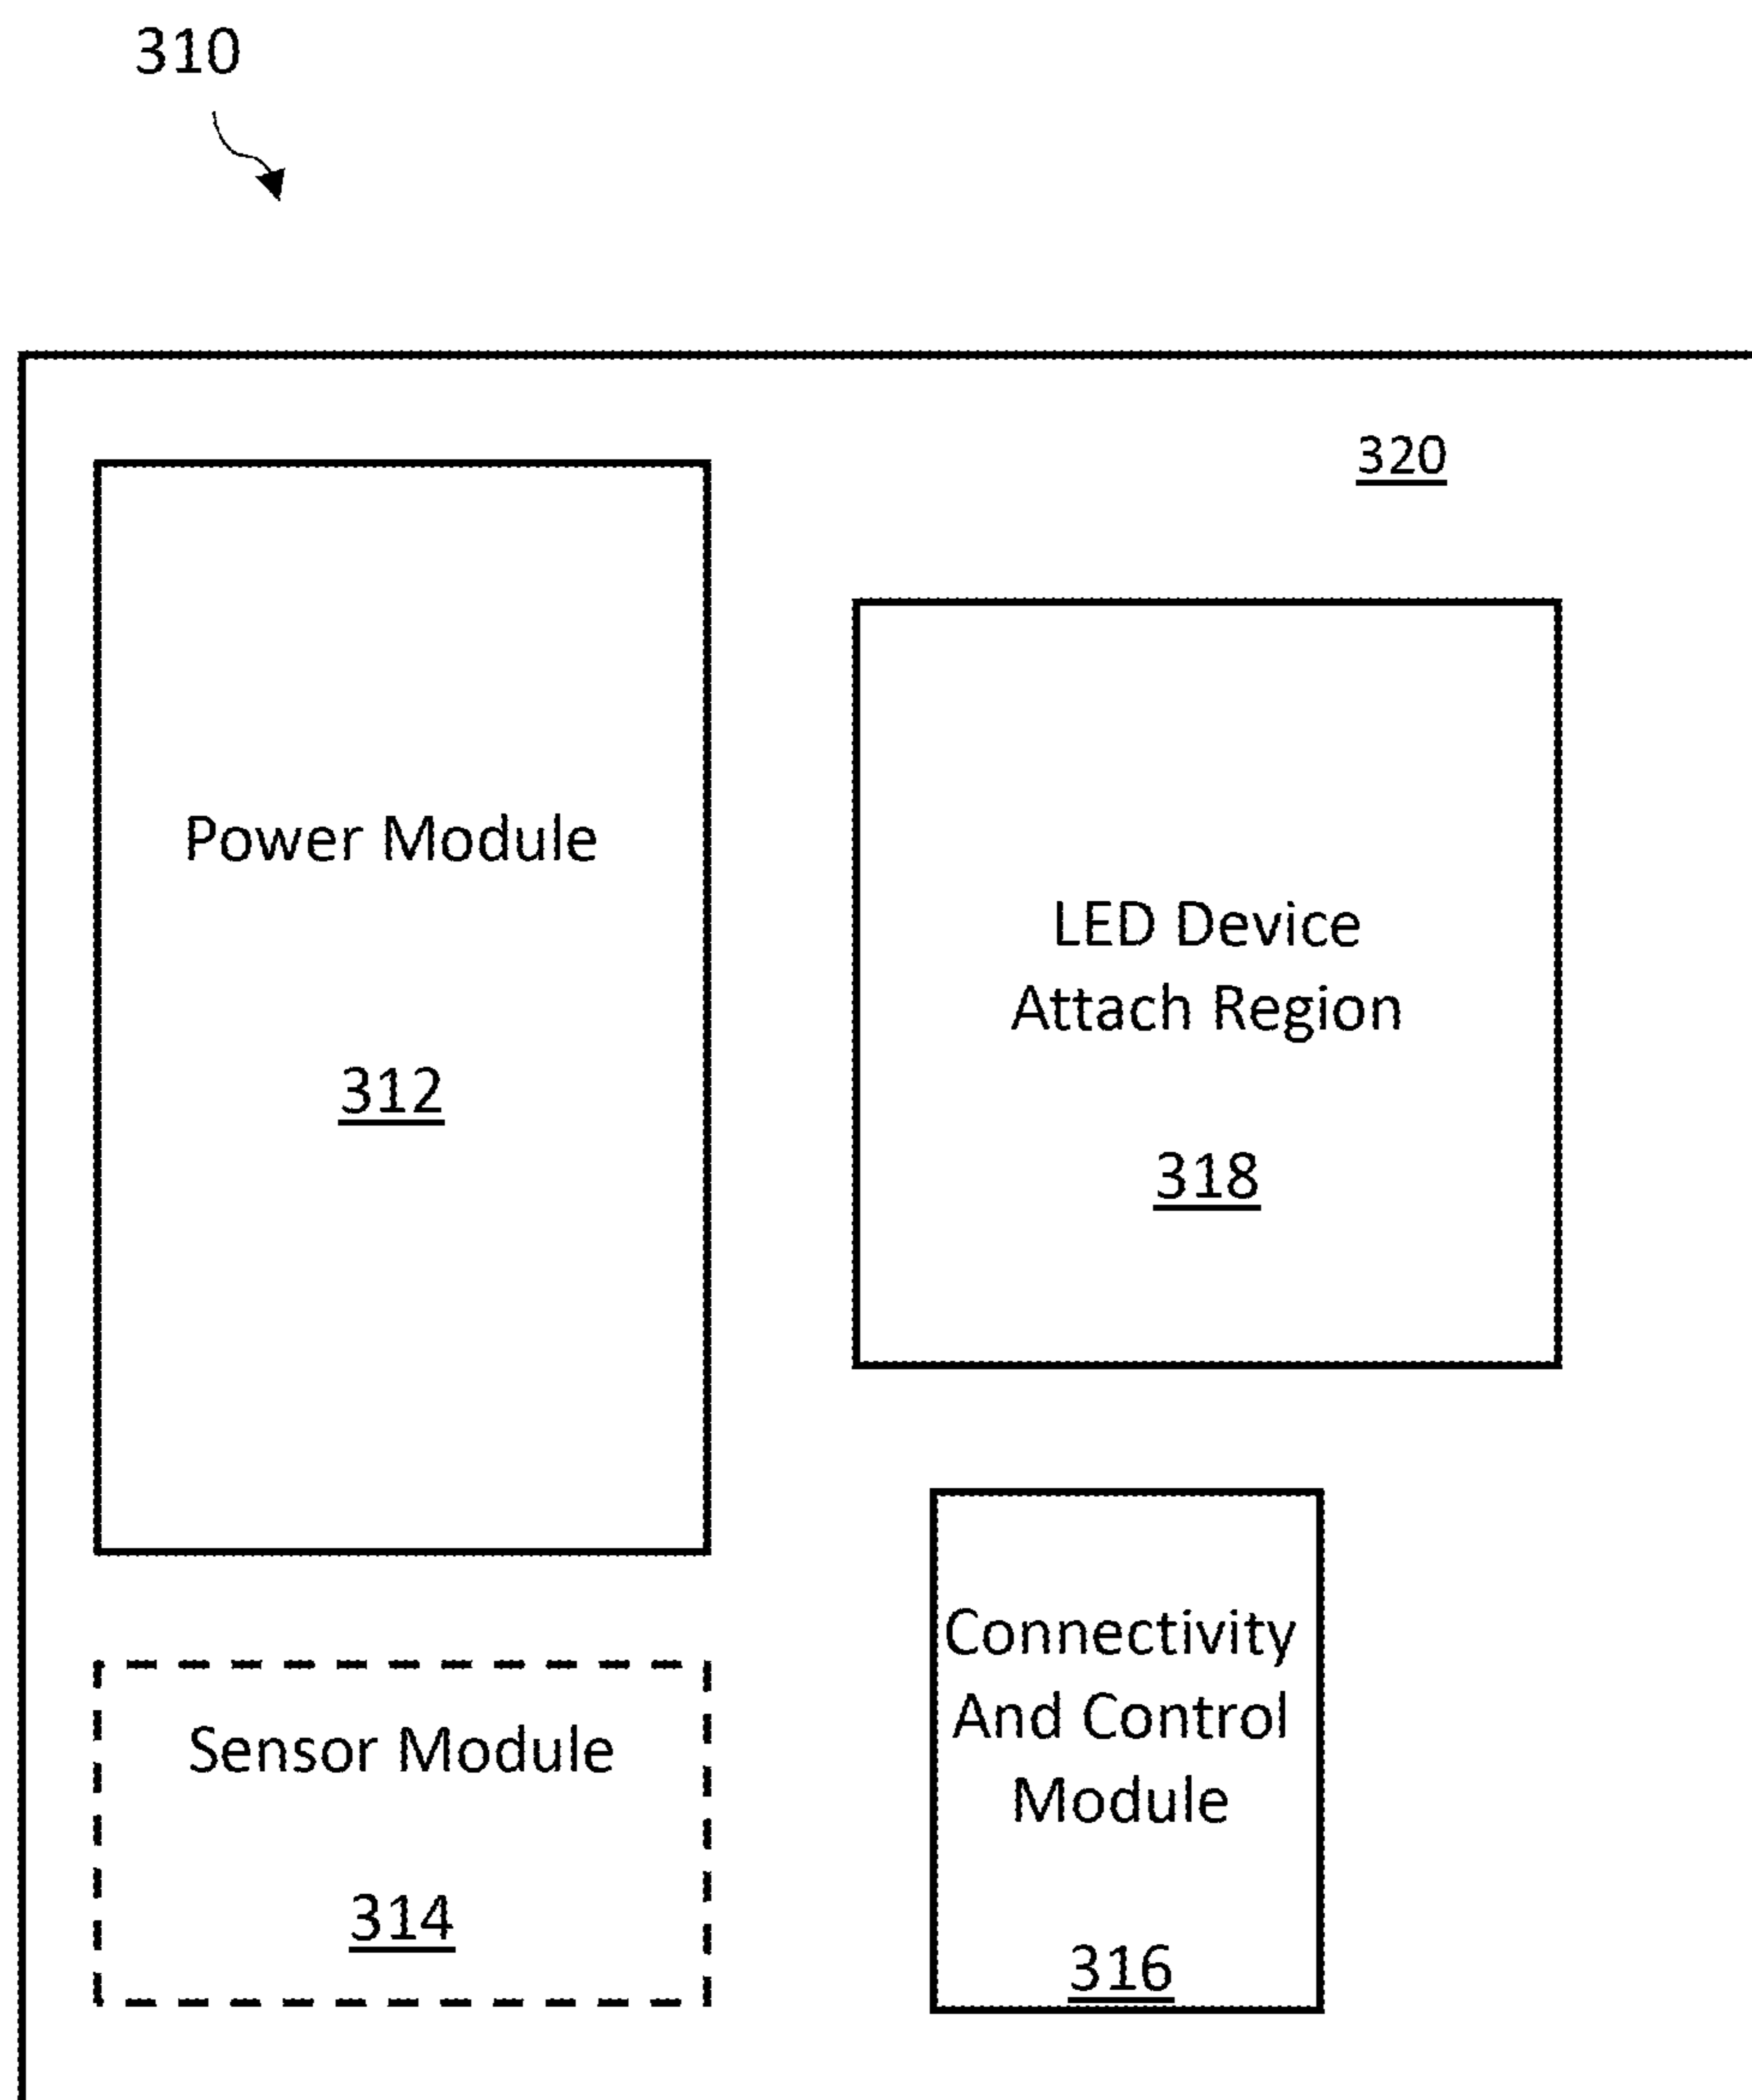 310
320
Power Module
312
LED Device
Attach Region
318
Sensor Module
314
Connectivity
And Control
Module
316